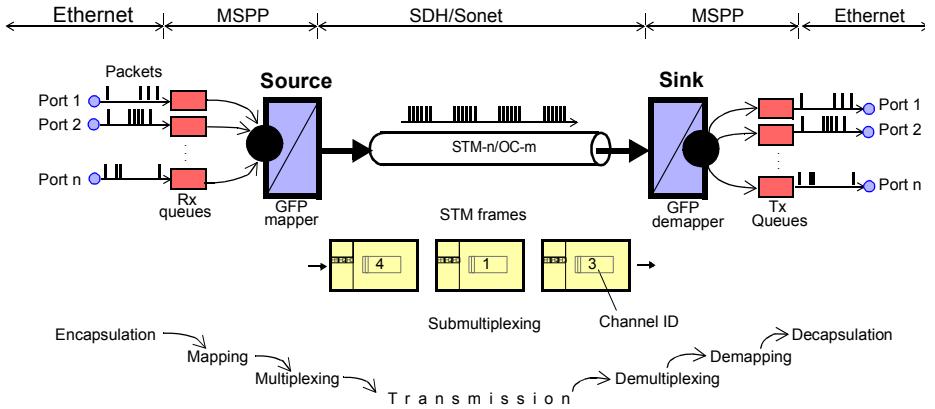 Ethernet MSPP SDH/Sonet MSPP Ethernet
Packets
Source
Sink
Port 1
Port 2
Port n
Rx
queues
GFP
mapper
STM-n/OC-m
GFP
demapper
Tx
Queues
Port 1
Port 2
Port n
STM frames
4 1 3
Submultiplexing
Channel ID
Encapsulation
Mapping
Multiplexing
Transmission
Demultiplexing
Demapping
Decapsulation